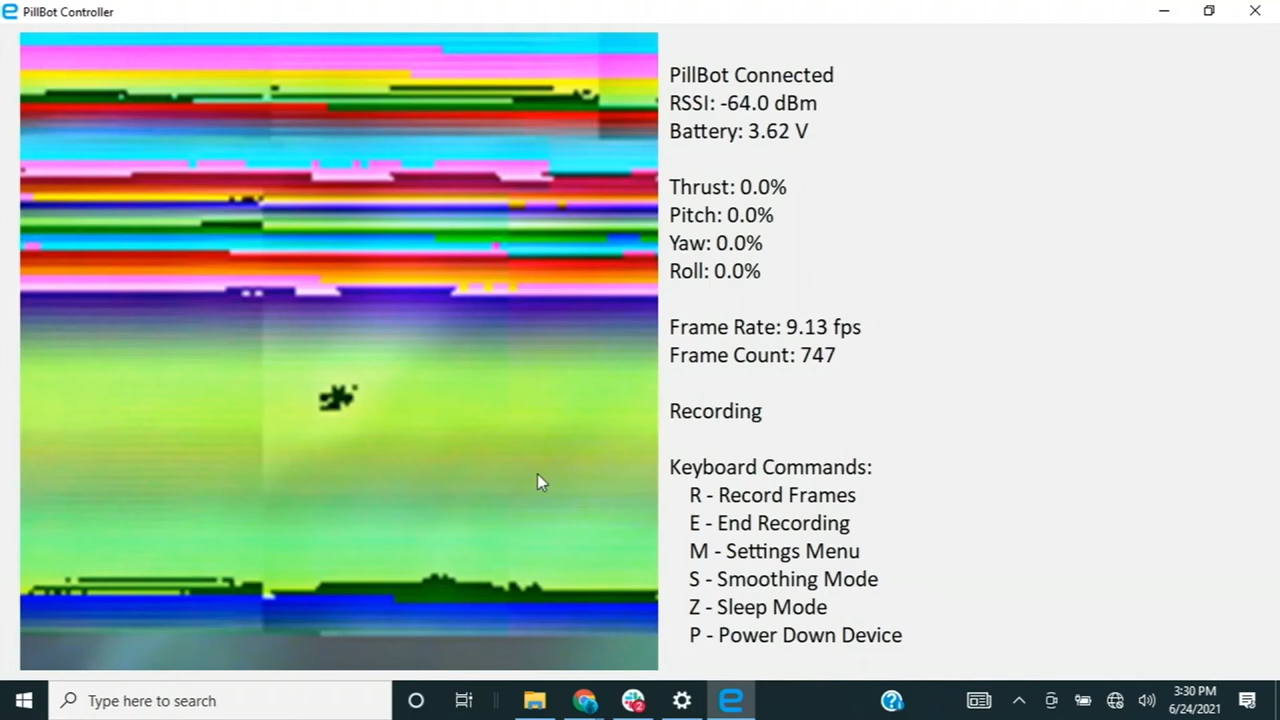 PillBot Controller
PillBot Connected
RSSI: -64.0 dBm
Battery: 3.62 V
Thrust: 0.0%
Pitch: 0.0%
Yaw: 0.0%
Roll: 0.0%
Frame Rate: 9.13 fps
Frame Count: 747
Recording
Keyboard Commands:
R - Record Frames
E - End Recording
M - Settings Menu
S - Smoothing Mode
Z - Sleep Mode
P - Power Down Device
Type here to search
2
3:30 PM
6/24/2021